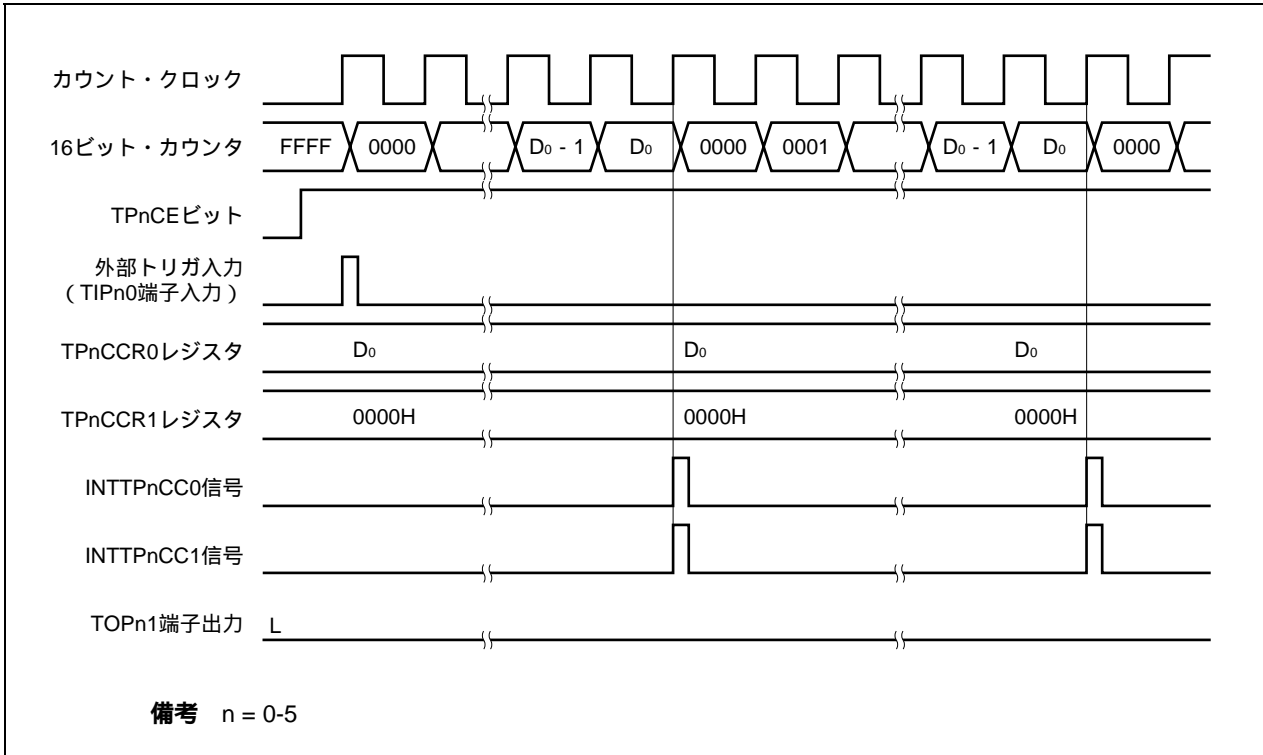 カウント・クロック
16ビット・カウンタ FFFF 0000 D0 - 1 D0 0000 0001 D0 - 1 D0 0000
TPnCEビット
外部トリガ入力
(TIPn0端子入力)
TPnCCR0レジスタ D0 D0 D0
TPnCCR1レジスタ 0000H 0000H 0000H
INTTPnCC0信号
INTTPnCC1信号
TOPn1端子出力 L
備考 n = 0-5